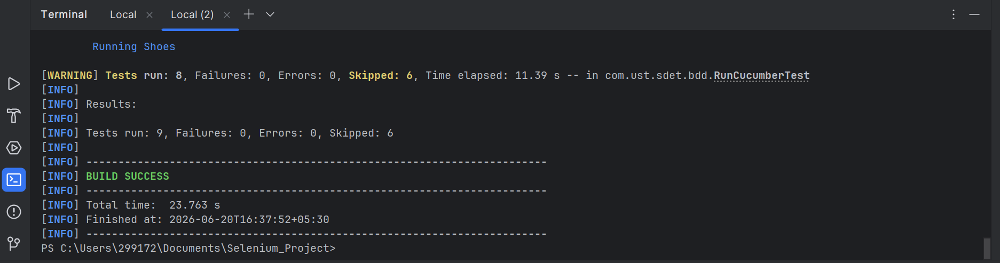 Terminal Local Local (2)
Running Shoes
[WARNING] Tests run: 8, Failures: 0, Errors: 0, Skipped: 6, Time elapsed: 11.39 s -- in com.ust.sdet.bdd.RunCucumberTest
[INFO]
[INFO] Results:
[INFO]
[INFO] Tests run: 9, Failures: 0, Errors: 0, Skipped: 6
[INFO]
[INFO] ------------------------------------------------------------------------
[INFO] BUILD SUCCESS
[INFO] ------------------------------------------------------------------------
[INFO] Total time:  23.763 s
[INFO] Finished at: 2026-06-20T16:37:52+05:30
[INFO] ------------------------------------------------------------------------
PS C:\Users\299172\Documents\Selenium_Project>